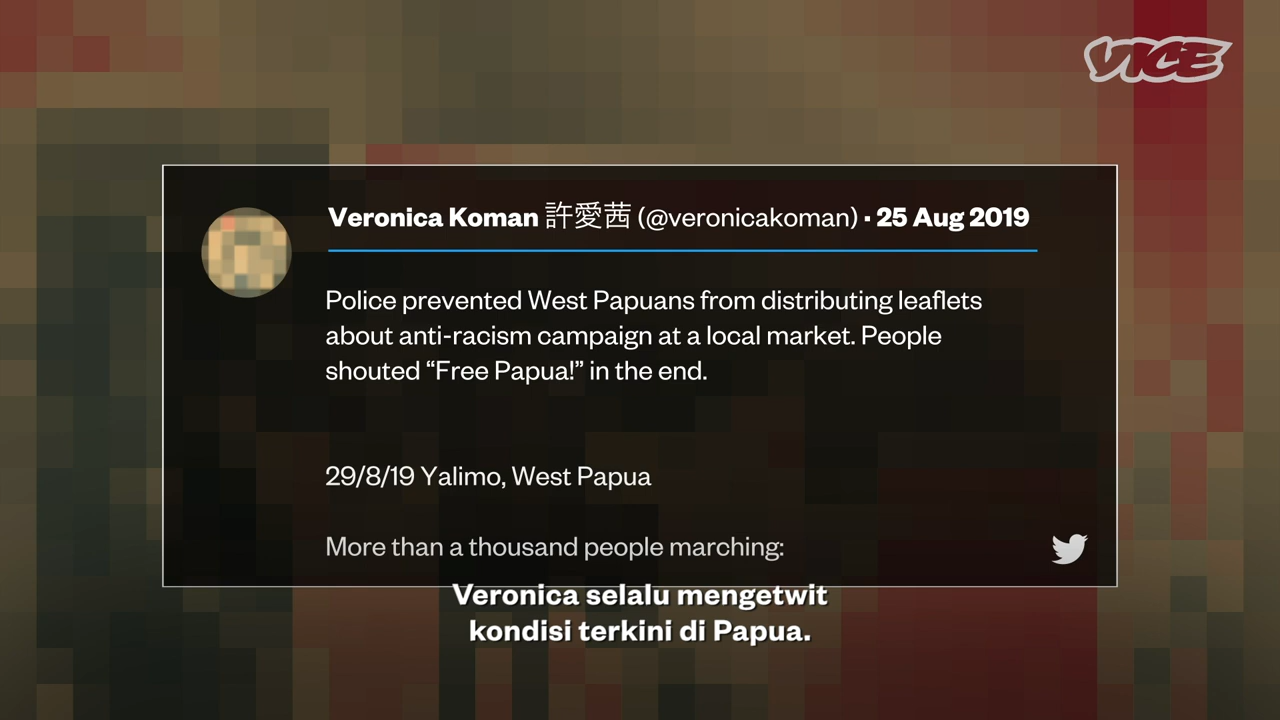 VICE
Veronica Koman 許愛茜 (@veronicakoman) · 25 Aug 2019
Police prevented West Papuans from distributing leaflets
about anti-racism campaign at a local market. People
shouted “Free Papua!” in the end.
29/8/19 Yalimo, West Papua
More than a thousand people marching:
Veronica selalu mengetwit
kondisi terkini di Papua.